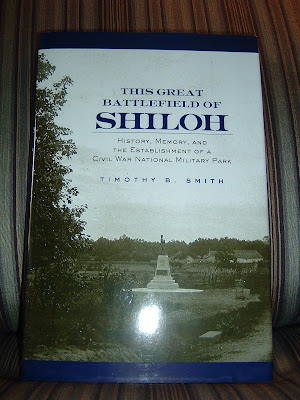 THIS GREAT
BATTLEFIELD OF
SHILOH
HISTORY, MEMORY, AND
THE ESTABLISHMENT OF A
CIVIL WAR NATIONAL MILITARY PARK
TIMOTHY B. SMITH